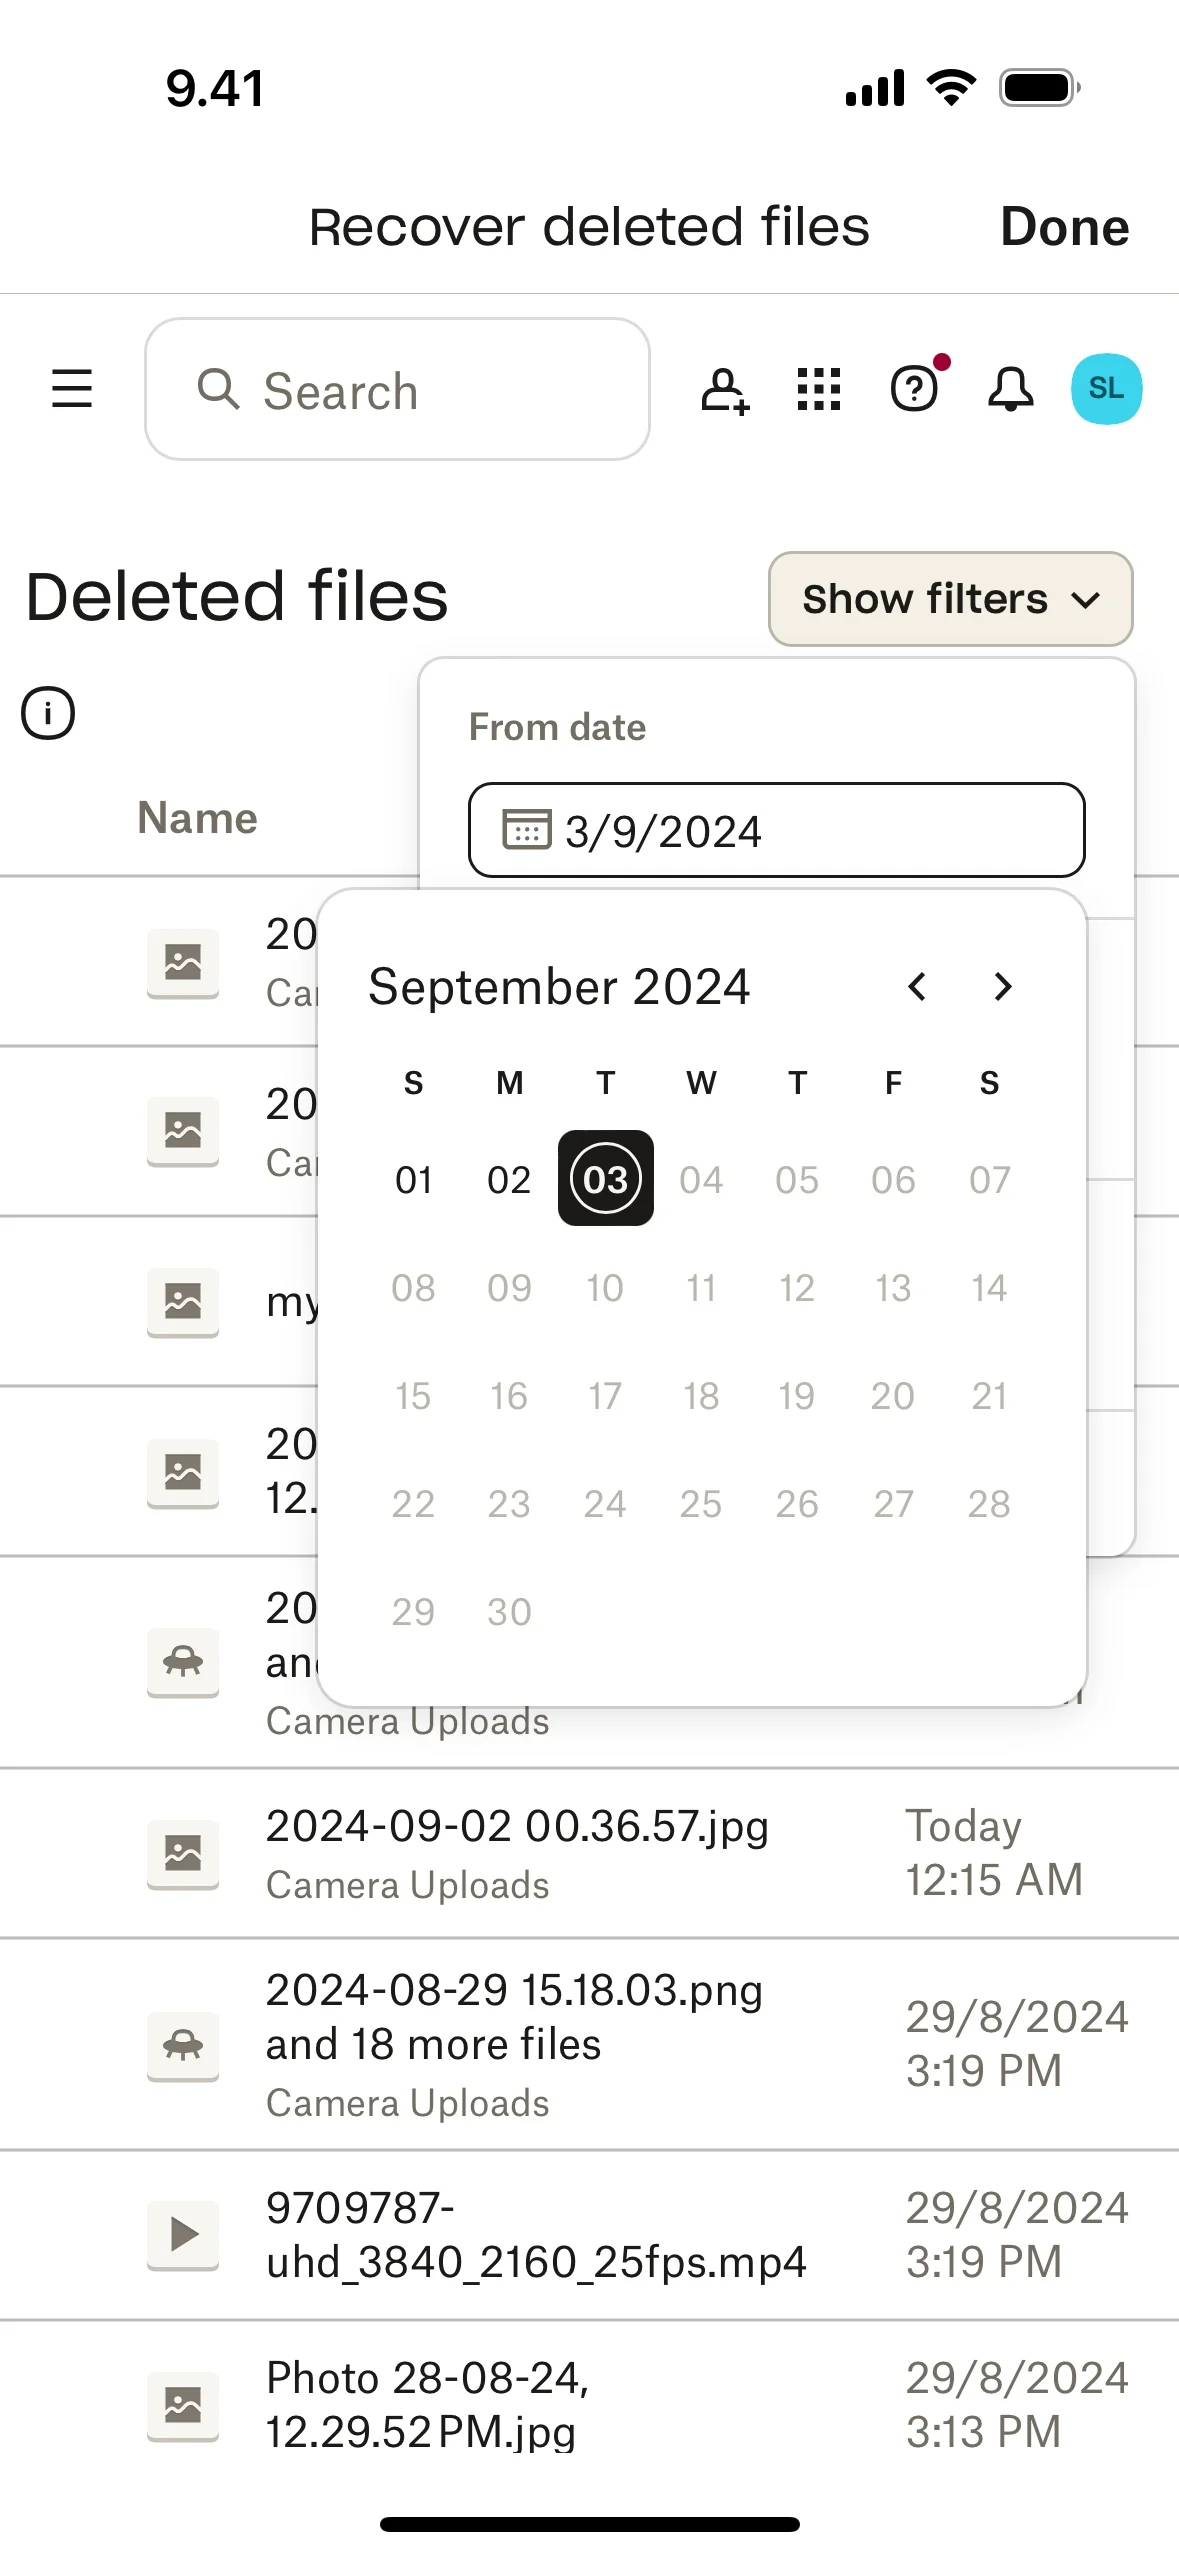 9.41
Recover deleted files Done
Search
SL
Deleted files
Show filters
From date
3/9/2024
Name
September 2024
S M T W T F S
01 02 03 04 05 06 07
08 09 10 11 12 13 14
15 16 17 18 19 20 21
22 23 24 25 26 27 28
29 30
20
20
my
20
12.
20
Camera Uploads
2024-09-02 00.36.57.jpg
Camera Uploads
Today
12:15 AM
2024-08-29 15.18.03.png
and 18 more files
Camera Uploads
29/8/2024
3:19 PM
9709787-
uhd_3840_2160_25fps.mp4
29/8/2024
3:19 PM
Photo 28-08-24,
12.29.52 PM.jpg
29/8/2024
3:13 PM